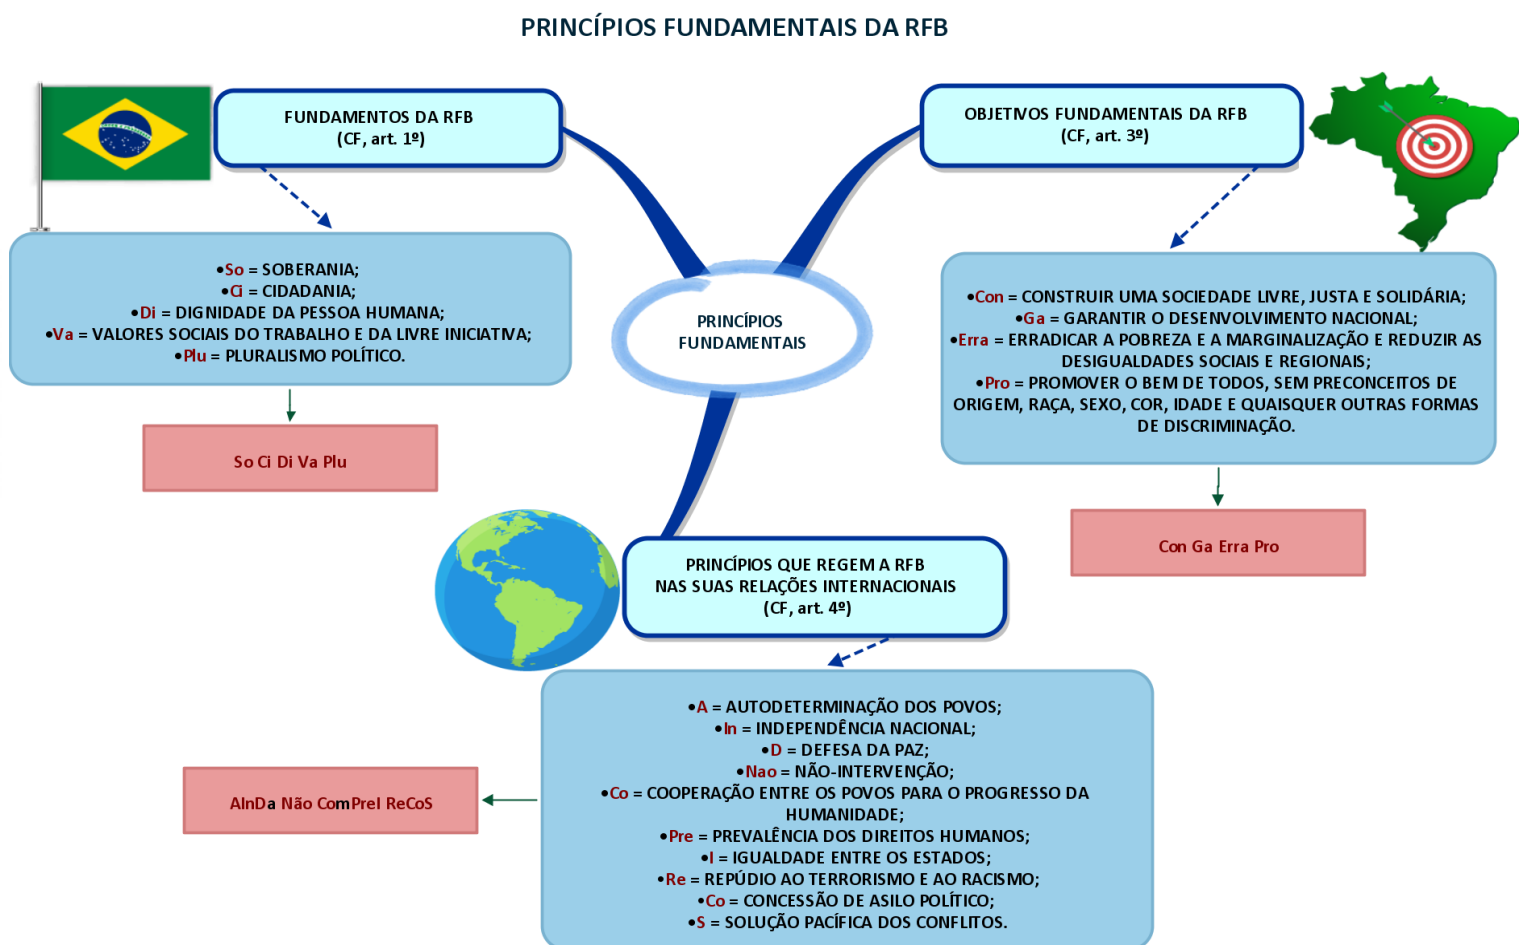 PRINCÍPIOS FUNDAMENTAIS DA RFB
FUNDAMENTOS DA RFB
(CF, art. 1º)
•So = SOBERANIA;
•Ci = CIDADANIA;
•Di = DIGNIDADE DA PESSOA HUMANA;
•Va = VALORES SOCIAIS DO TRABALHO E DA LIVRE INICIATIVA;
•Plu = PLURALISMO POLÍTICO.
So Ci Di Va Plu
OBJETIVOS FUNDAMENTAIS DA RFB
(CF, art. 3º)
•Con = CONSTRUIR UMA SOCIEDADE LIVRE, JUSTA E SOLIDÁRIA;
•Ga = GARANTIR O DESENVOLVIMENTO NACIONAL;
•Erra = ERRADICAR A POBREZA E A MARGINALIZAÇÃO E REDUZIR AS
DESIGUALDADES SOCIAIS E REGIONAIS;
•Pro = PROMOVER O BEM DE TODOS, SEM PRECONCEITOS DE
ORIGEM, RAÇA, SEXO, COR, IDADE E QUAISQUER OUTRAS FORMAS
DE DISCRIMINAÇÃO.
Con Ga Erra Pro
PRINCÍPIOS
FUNDAMENTAIS
PRINCÍPIOS QUE REGEM A RFB
NAS SUAS RELAÇÕES INTERNACIONAIS
(CF, art. 4º)
•A = AUTODETERMINAÇÃO DOS POVOS;
•In = INDEPENDÊNCIA NACIONAL;
•D = DEFESA DA PAZ;
•Nao = NÃO-INTERVENÇÃO;
•Co = COOPERAÇÃO ENTRE OS POVOS PARA O PROGRESSO DA
HUMANIDADE;
•Pre = PREVALÊNCIA DOS DIREITOS HUMANOS;
•I = IGUALDADE ENTRE OS ESTADOS;
•Re = REPÚDIO AO TERRORISMO E AO RACISMO;
•Co = CONCESSÃO DE ASILO POLÍTICO;
•S = SOLUÇÃO PACÍFICA DOS CONFLITOS.
AInDa Não ComPreI ReCoS